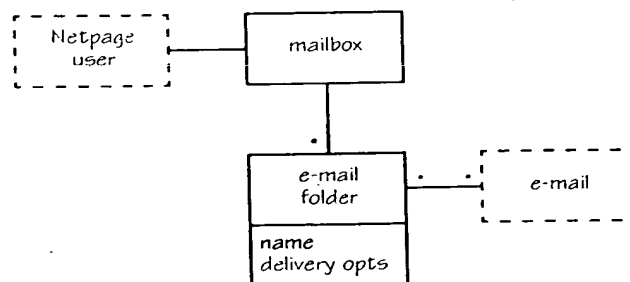 Netpage
user
mailbox
*
e-mail
folder
* *
e-mail
name
delivery opts